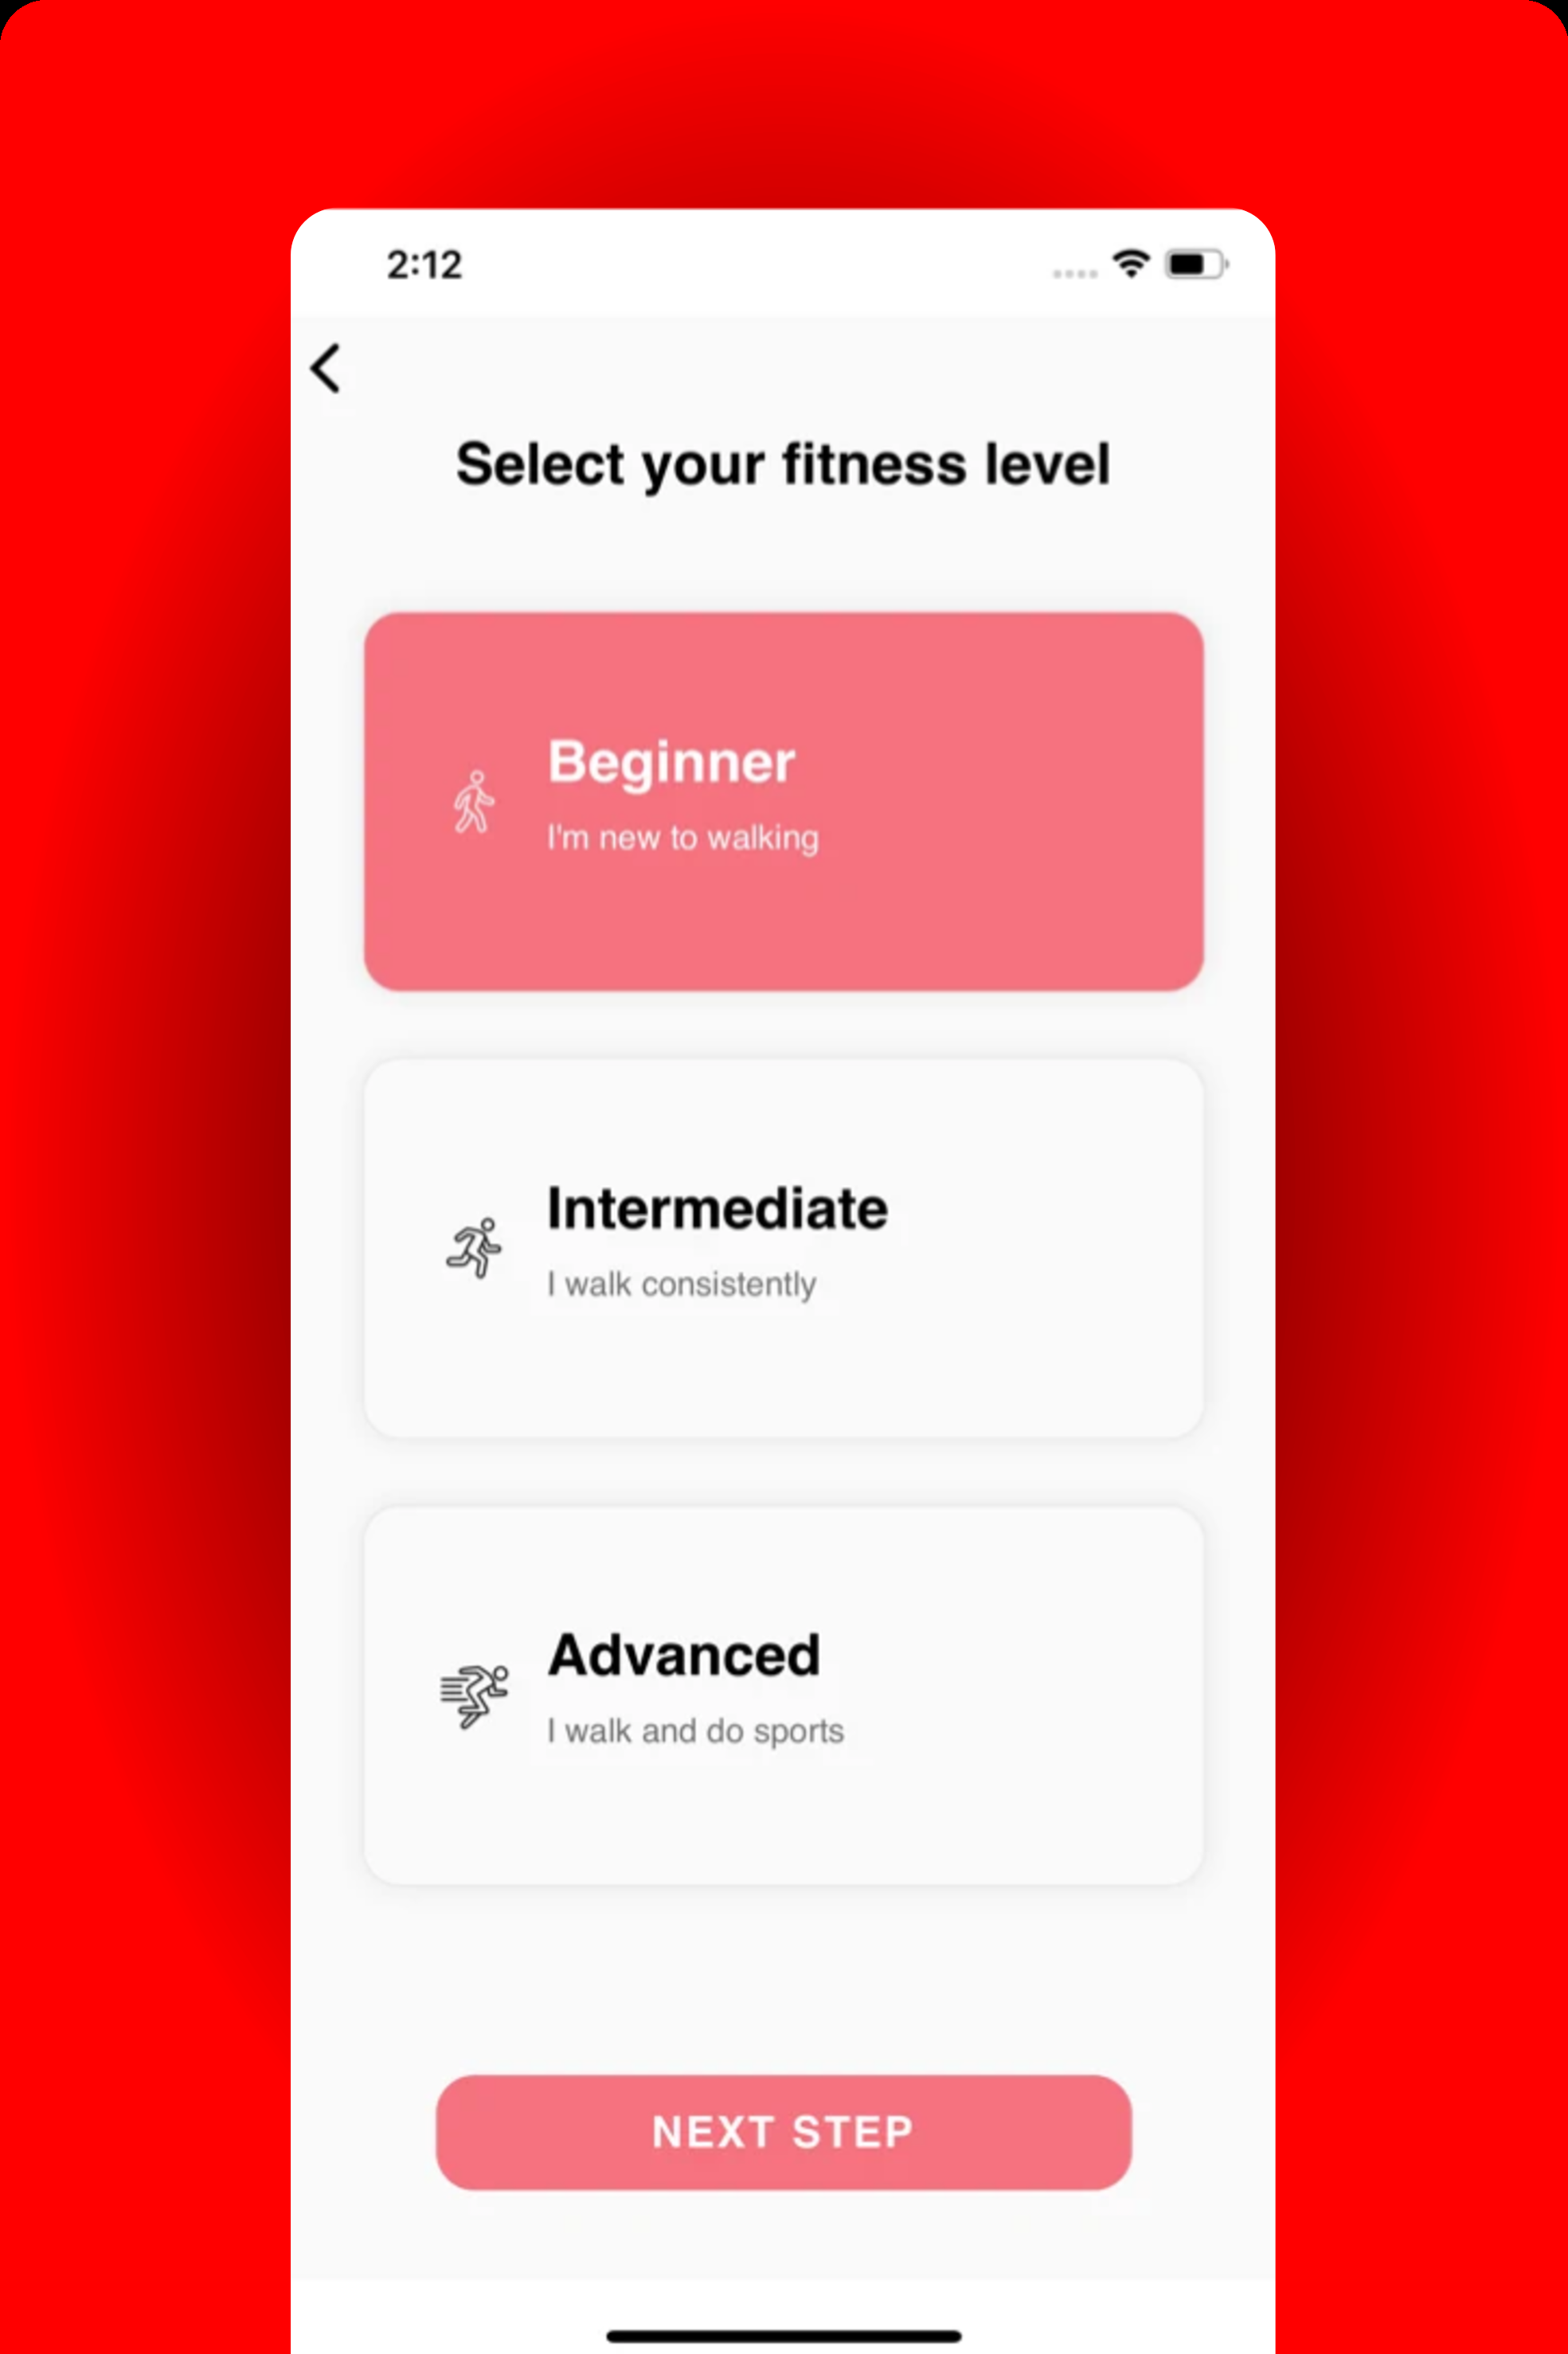 2:12
Select your fitness level
Beginner
I'm new to walking
Intermediate
I walk consistently
Advanced
I walk and do sports
NEXT STEP